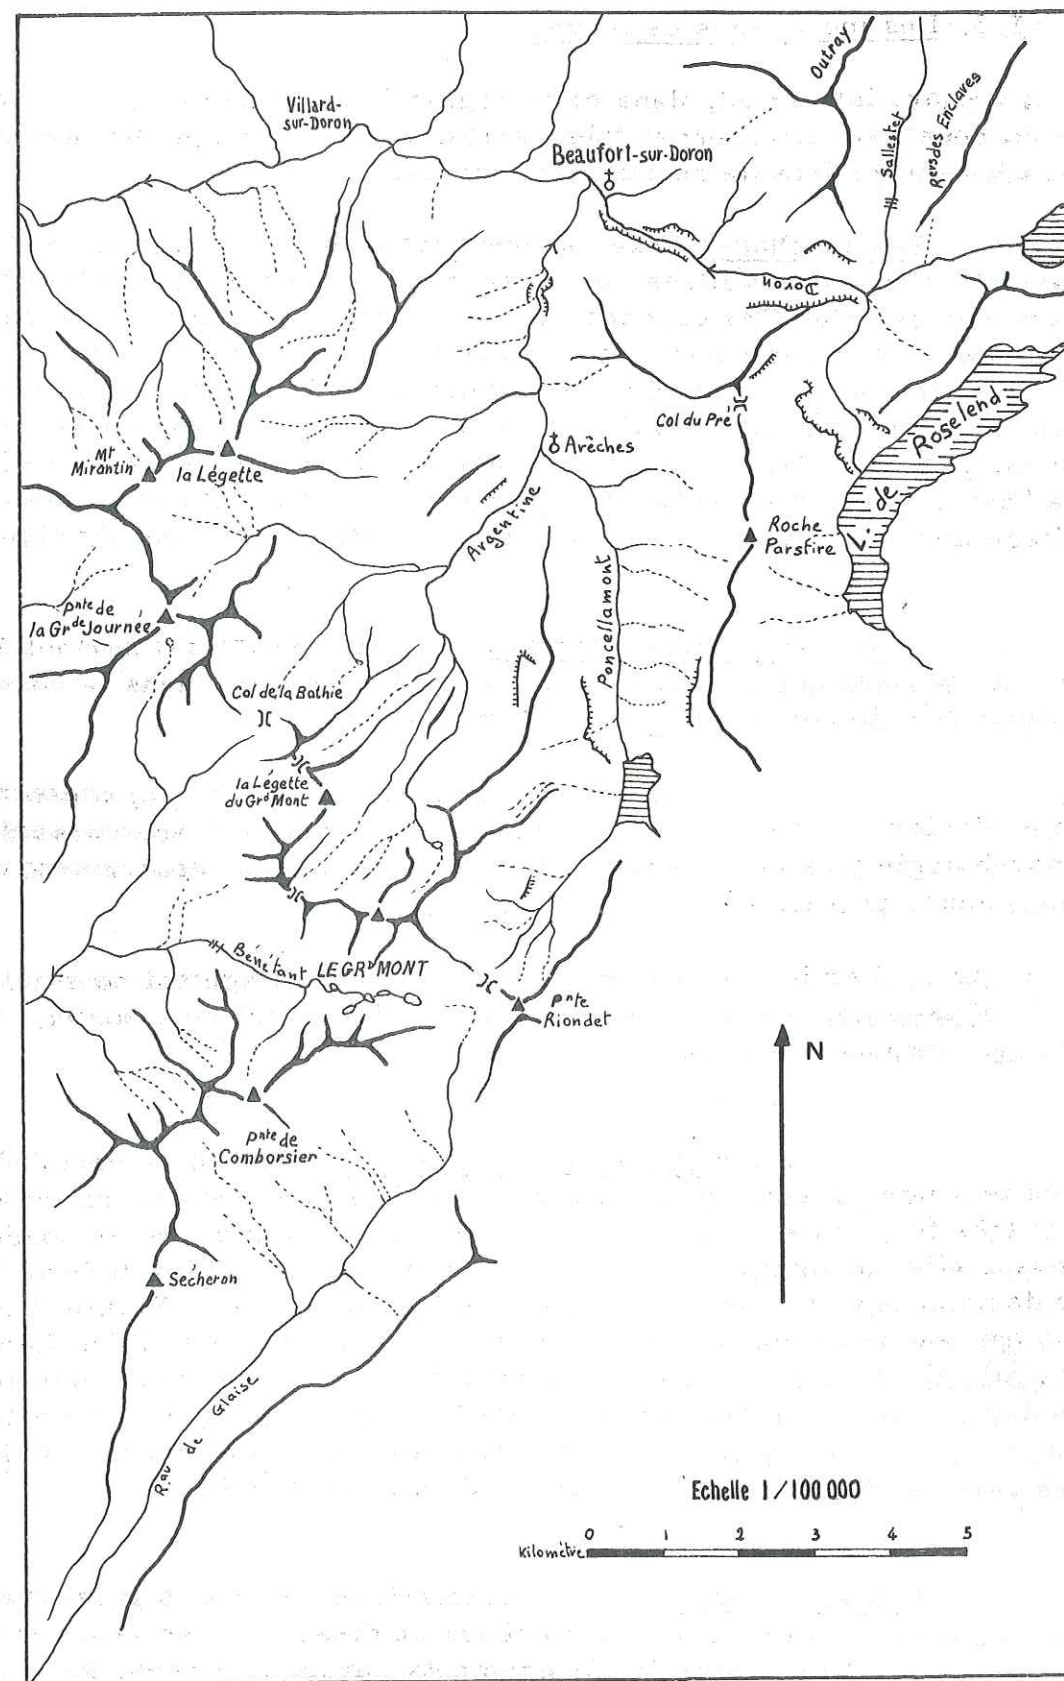 Outray
Sallestet
Rers des Enclaves
Villard-
sur-Doron
Beaufort-sur-Doron
Doron
Col du Pré
Roselend
de
L.
Arêches
Mt
Mirantin
la Légette
Argentine
Roche
Parstire
Poncellamont
pnte de
la Grde Journée
Col de la Bathie
la Légette
du Grd Mont
Bénétant
LE GRD MONT
pnte
Riondet
N
pnte de
Comborsier
Sécheron
R.au de Glaise
Echelle 1/100 000
0 1 2 3 4 5
Kilomètre